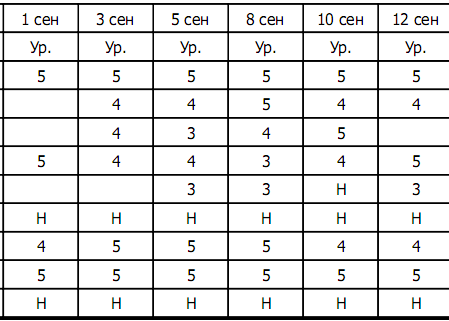 1 сен 3 сен 5 сен 8 сен 10 сен 12 сен
Ур. Ур. Ур. Ур. Ур. Ур.
5 5 5 5 5 5
4 4 5 4 4
4 3 4 5
5 4 4 3 4 5
3 3 Н 3
Н Н Н Н Н Н
4 5 5 5 4 4
5 5 5 5 5 5
Н Н Н Н Н Н